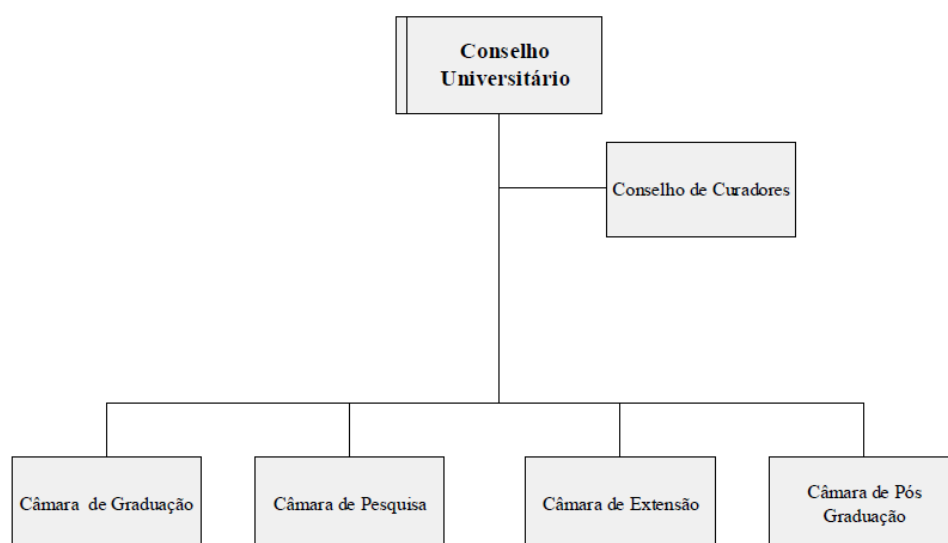 Conselho
Universitário
Conselho de Curadores
Câmara de Graduação
Câmara de Pesquisa
Câmara de Extensão
Câmara de Pós
Graduação